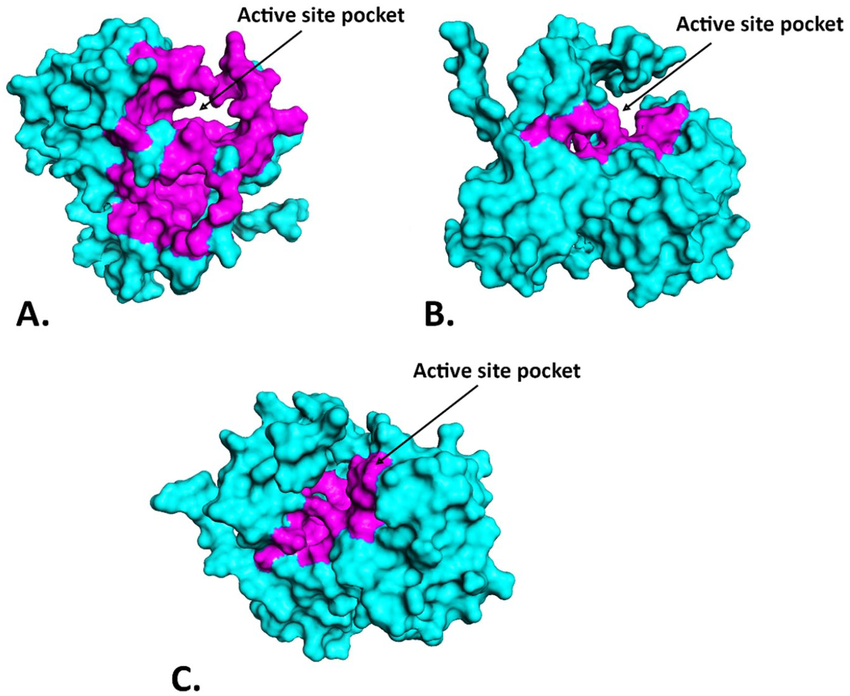 Active site pocket
Active site pocket
A.
B.
Active site pocket
C.